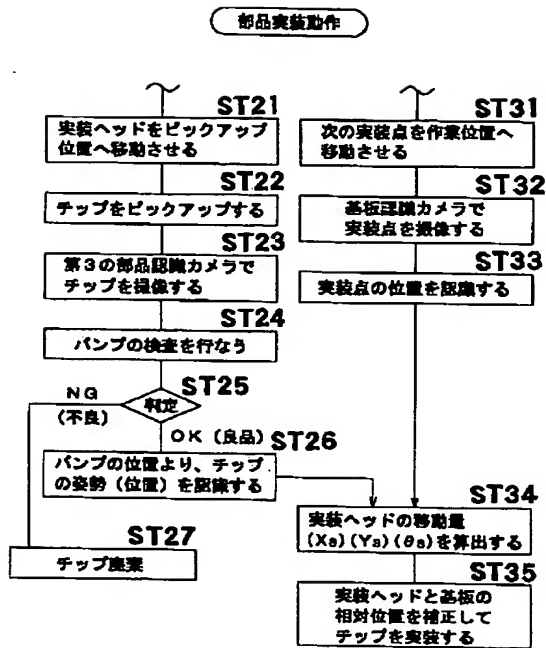 部品実装動作
ST21
実装ヘッドをピックアップ
位置へ移動させる
ST22
チップをピックアップする
ST23
第3の部品認識カメラで
チップを撮像する
ST24
バンプの検査を行なう
ST25
判定
NG
(不良)
OK(良品)
ST26
バンプの位置より、チップ
の姿勢(位置)を認識する
ST27
チップ廃棄
ST31
次の実装点を作業位置へ
移動させる
ST32
基板認識カメラで
実装点を撮像する
ST33
実装点の位置を認識する
ST34
実装ヘッドの移動量
(Xa)(Ya)(θa)を算出する
ST35
実装ヘッドと基板の
相対位置を補正して
チップを実装する